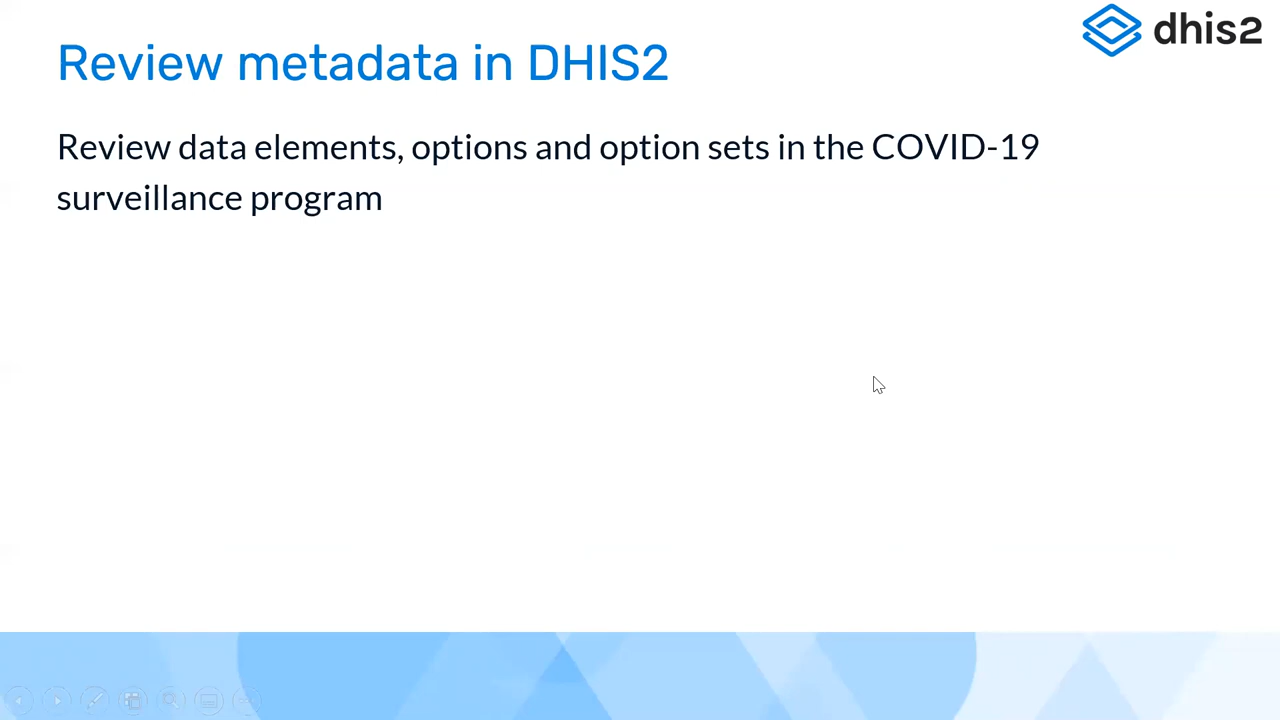 dhis2
Review metadata in DHIS2
Review data elements, options and option sets in the COVID-19
surveillance program